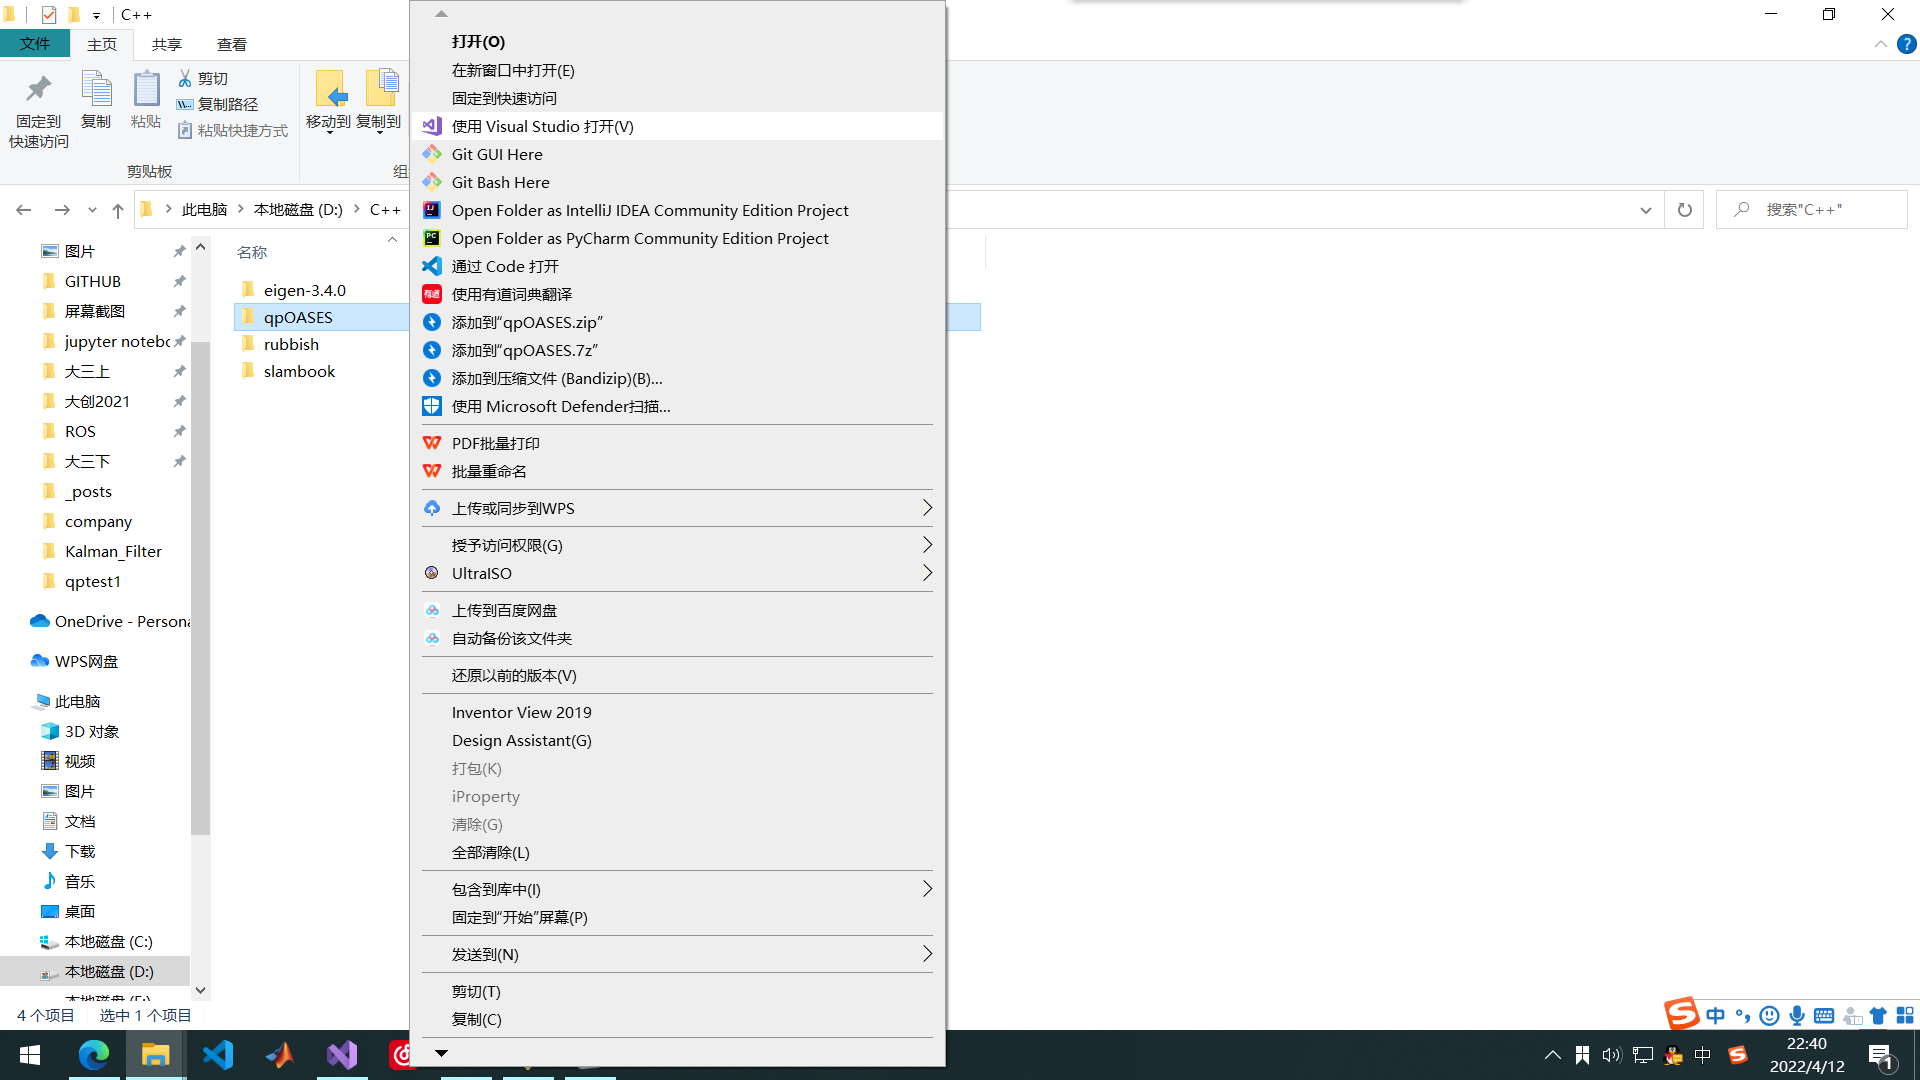 C++
文件
主页
共享
查看
固定到
快速访问
复制
粘贴
剪切
复制路径
粘贴快捷方式
剪贴板
移动到
复制到
组
此电脑
本地磁盘 (D:)
C++
搜索"C++"
图片
GITHUB
屏幕截图
jupyter notebc
大三上
大创2021
ROS
大三下
_posts
company
Kalman_Filter
qptest1
OneDrive - Persona
WPS网盘
此电脑
3D 对象
视频
图片
文档
下载
音乐
桌面
本地磁盘 (C:)
本地磁盘 (D:)
名称
eigen-3.4.0
qpOASES
rubbish
slambook
打开(O)
在新窗口中打开(E)
固定到快速访问
使用 Visual Studio 打开(V)
Git GUI Here
Git Bash Here
Open Folder as IntelliJ IDEA Community Edition Project
Open Folder as PyCharm Community Edition Project
通过 Code 打开
使用有道词典翻译
添加到“qpOASES.zip”
添加到“qpOASES.7z”
添加到压缩文件 (Bandizip)(B)...
使用 Microsoft Defender扫描...
PDF批量打印
批量重命名
上传或同步到WPS
授予访问权限(G)
UltraISO
上传到百度网盘
自动备份该文件夹
还原以前的版本(V)
Inventor View 2019
Design Assistant(G)
打包(K)
iProperty
清除(G)
全部清除(L)
包含到库中(I)
固定到“开始”屏幕(P)
发送到(N)
剪切(T)
复制(C)
4 个项目
选中 1 个项目
中
中
22:40
2022/4/12
1